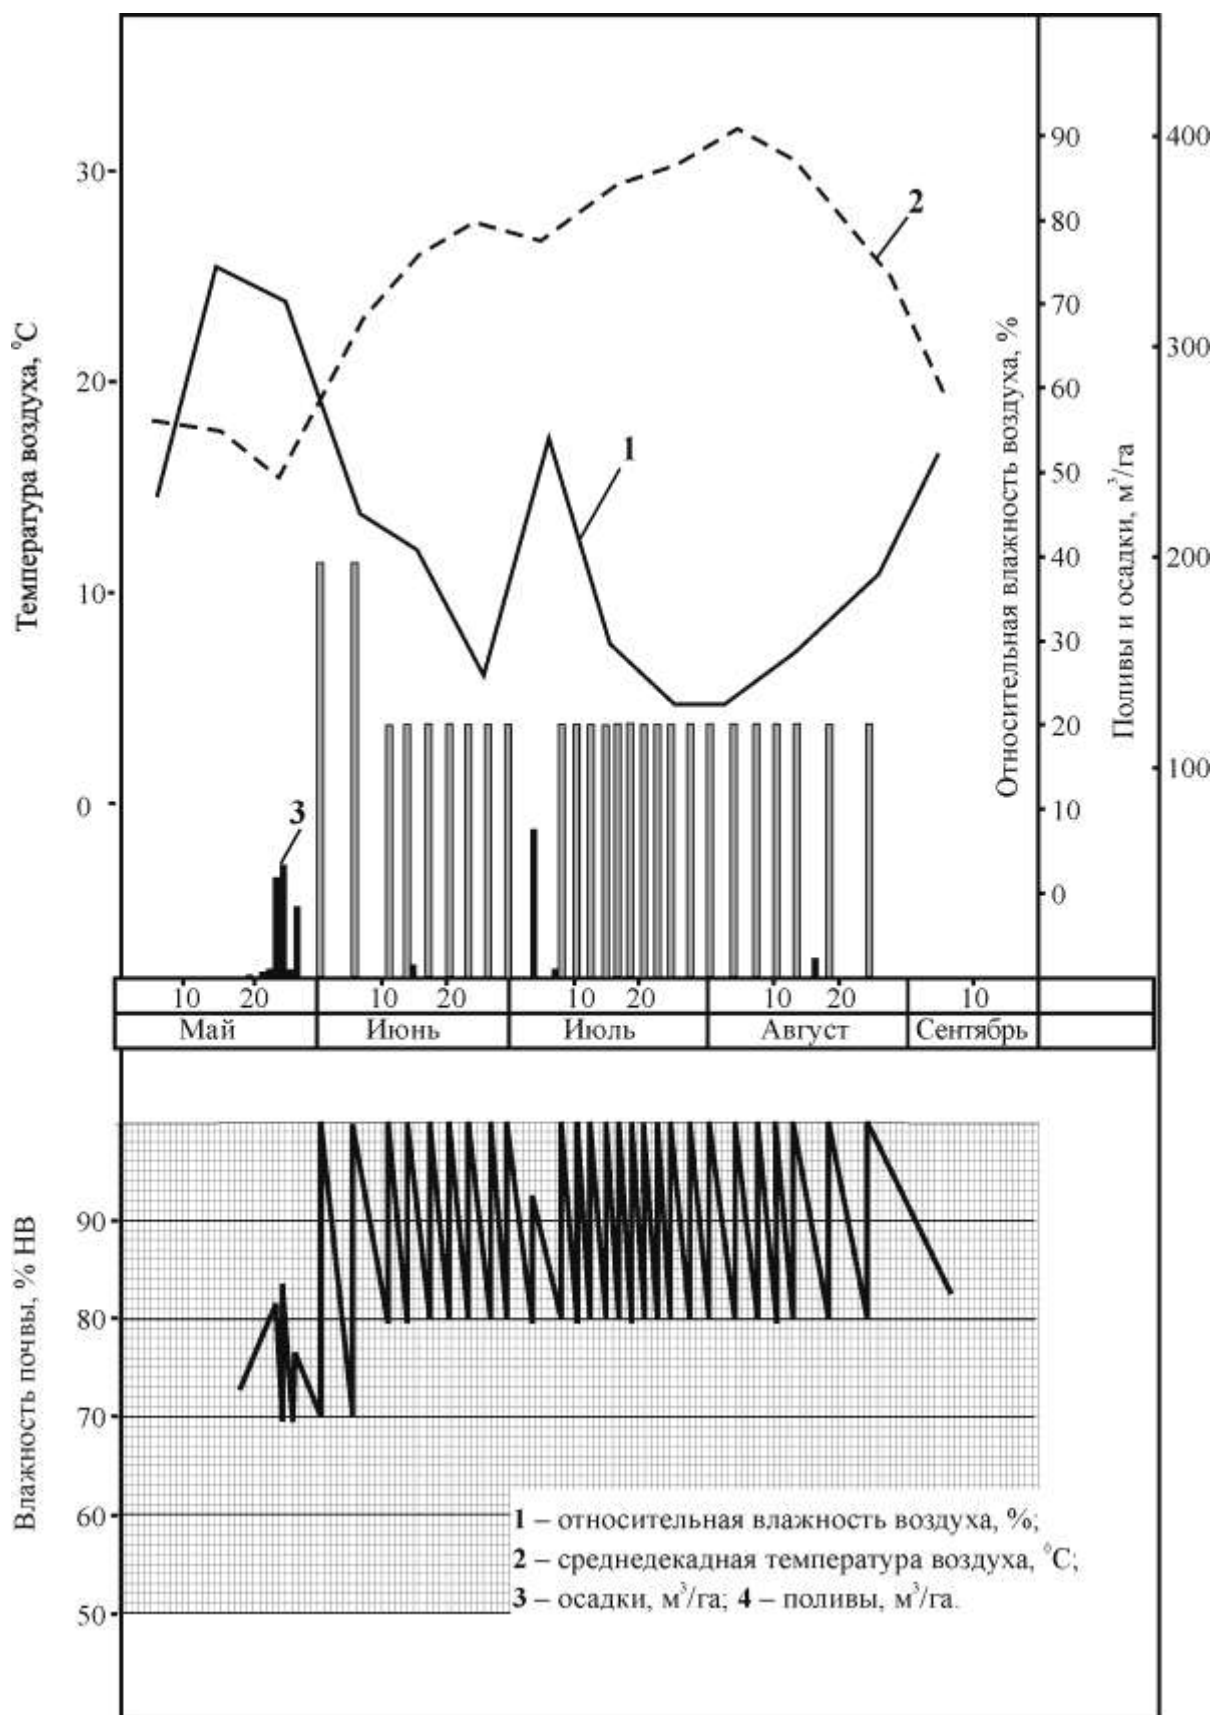 Температура воздуха, °С
30
20
10
0
Относительная влажность воздуха, %
90
80
70
60
50
40
30
20
10
0
Поливы и осадки, м³/га
400
300
200
100
2
1
3
10 20 10 20 10 20 10 20 10
Май Июнь Июль Август Сентябрь
Влажность почвы, % НВ
90
80
70
60
50
1 – относительная влажность воздуха, %;
2 – среднедекадная температура воздуха, °С;
3 – осадки, м³/га; 4 – поливы, м³/га.